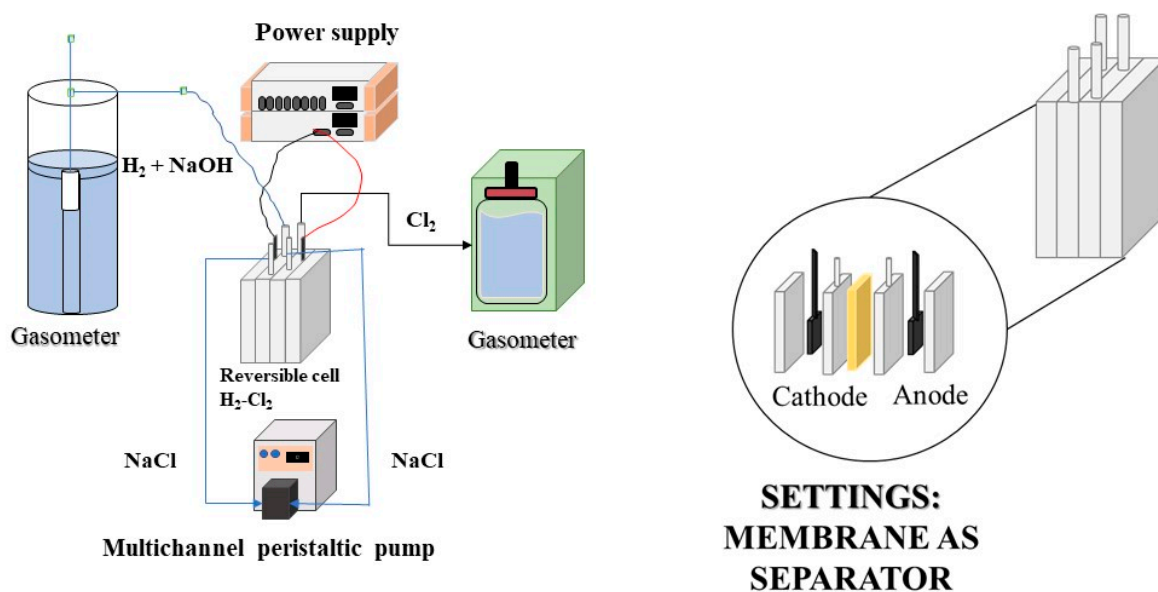 Power supply
H₂ + NaOH
Cl₂
Gasometer
Gasometer
Reversible cell
H₂-Cl₂
NaCl
NaCl
Multichannel peristaltic pump
Cathode
Anode
SETTINGS:
MEMBRANE AS
SEPARATOR